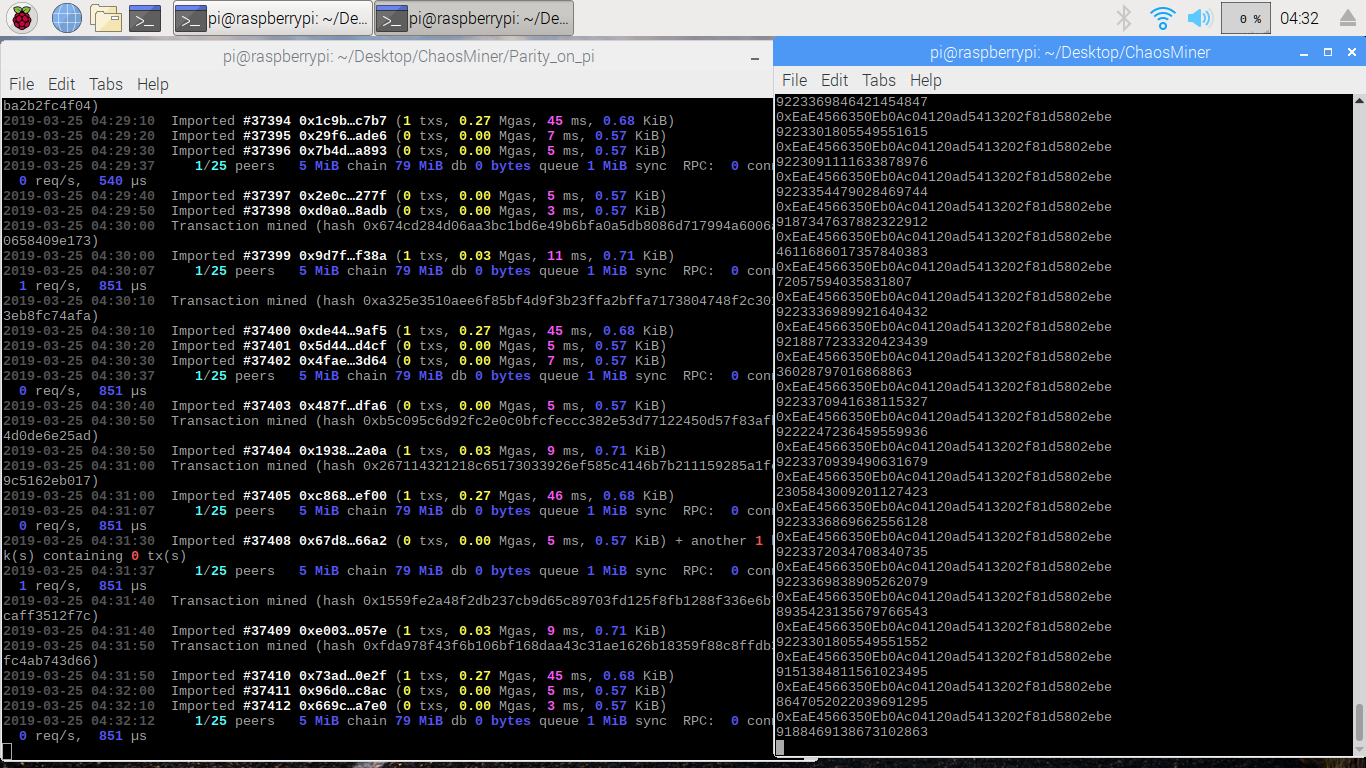 pi@raspberrypi: ~/De...
pi@raspberrypi: ~/De...
0 %
04:32
pi@raspberrypi: ~/Desktop/ChaosMiner/Parity_on_pi
File Edit Tabs Help
ba2b2fc4f04)
2019-03-25 04:29:10 Imported #37394 0x1c9b…c7b7 (1 txs, 0.27 Mgas, 45 ms, 0.68 KiB)
2019-03-25 04:29:20 Imported #37395 0x29f6…ade6 (0 txs, 0.00 Mgas, 7 ms, 0.57 KiB)
2019-03-25 04:29:30 Imported #37396 0x7b4d…a893 (0 txs, 0.00 Mgas, 5 ms, 0.57 KiB)
2019-03-25 04:29:37 1/25 peers 5 MiB chain 79 MiB db 0 bytes queue 1 MiB sync RPC: 0 conn
0 req/s, 540 µs
2019-03-25 04:29:40 Imported #37397 0x2e0c…277f (0 txs, 0.00 Mgas, 5 ms, 0.57 KiB)
2019-03-25 04:29:50 Imported #37398 0xd0a0…8adb (0 txs, 0.00 Mgas, 3 ms, 0.57 KiB)
2019-03-25 04:30:00 Transaction mined (hash 0x674cd284d06aa3bc1bd6e49b6bfa0a5db8086d717994a6006a
0658409e173)
2019-03-25 04:30:00 Imported #37399 0x9d7f…f38a (1 txs, 0.03 Mgas, 11 ms, 0.71 KiB)
2019-03-25 04:30:07 1/25 peers 5 MiB chain 79 MiB db 0 bytes queue 1 MiB sync RPC: 0 conn
1 req/s, 851 µs
2019-03-25 04:30:10 Transaction mined (hash 0xa325e3510aee6f85bf4d9f3b23ffa2bffa7173804748f2c30
3eb8fc74afa)
2019-03-25 04:30:10 Imported #37400 0xde44…9af5 (1 txs, 0.27 Mgas, 45 ms, 0.68 KiB)
2019-03-25 04:30:20 Imported #37401 0x5d44…d4cf (0 txs, 0.00 Mgas, 5 ms, 0.57 KiB)
2019-03-25 04:30:30 Imported #37402 0x4fae…3d64 (0 txs, 0.00 Mgas, 7 ms, 0.57 KiB)
2019-03-25 04:30:37 1/25 peers 5 MiB chain 79 MiB db 0 bytes queue 1 MiB sync RPC: 0 conn
0 req/s, 851 µs
2019-03-25 04:30:40 Imported #37403 0x487f…dfa6 (0 txs, 0.00 Mgas, 5 ms, 0.57 KiB)
2019-03-25 04:30:50 Transaction mined (hash 0xb5c095c6d92fc2e0c0bfcfeccc382e53d77122450d57f83af
4d0de6e25ad)
2019-03-25 04:30:50 Imported #37404 0x1938…2a0a (1 txs, 0.03 Mgas, 9 ms, 0.71 KiB)
2019-03-25 04:31:00 Transaction mined (hash 0x267114321218c65173033926ef585c4146b7b211159285a1f
9c5162eb017)
2019-03-25 04:31:00 Imported #37405 0xc868…ef00 (1 txs, 0.27 Mgas, 46 ms, 0.68 KiB)
2019-03-25 04:31:07 1/25 peers 5 MiB chain 79 MiB db 0 bytes queue 1 MiB sync RPC: 0 conn
0 req/s, 851 µs
2019-03-25 04:31:30 Imported #37408 0x67d8…66a2 (0 txs, 0.00 Mgas, 5 ms, 0.57 KiB) + another 1
k(s) containing 0 tx(s)
2019-03-25 04:31:37 1/25 peers 5 MiB chain 79 MiB db 0 bytes queue 1 MiB sync RPC: 0 conn
1 req/s, 851 µs
2019-03-25 04:31:40 Transaction mined (hash 0x1559fe2a48f2db237cb9d65c89703fd125f8fb1288f336e6b
caff3512f7c)
2019-03-25 04:31:40 Imported #37409 0xe003…057e (1 txs, 0.03 Mgas, 9 ms, 0.71 KiB)
2019-03-25 04:31:50 Transaction mined (hash 0xfda978f43f6b106bf168daa43c31ae1626b18359f88c8ffdb
fc4ab743d66)
2019-03-25 04:31:50 Imported #37410 0x73ad…0e2f (1 txs, 0.27 Mgas, 45 ms, 0.68 KiB)
2019-03-25 04:32:00 Imported #37411 0x96d0…c8ac (0 txs, 0.00 Mgas, 5 ms, 0.57 KiB)
2019-03-25 04:32:10 Imported #37412 0x669c…a7e0 (0 txs, 0.00 Mgas, 3 ms, 0.57 KiB)
2019-03-25 04:32:12 1/25 peers 5 MiB chain 79 MiB db 0 bytes queue 1 MiB sync RPC: 0 conn
0 req/s, 851 µs
pi@raspberrypi: ~/Desktop/ChaosMiner
File Edit Tabs Help
9223369846421454847
0xEaE4566350Eb0Ac04120ad5413202f81d5802ebe
9223301805549551615
0xEaE4566350Eb0Ac04120ad5413202f81d5802ebe
9223091111633878976
0xEaE4566350Eb0Ac04120ad5413202f81d5802ebe
9223354479028469744
0xEaE4566350Eb0Ac04120ad5413202f81d5802ebe
9187347637882322912
0xEaE4566350Eb0Ac04120ad5413202f81d5802ebe
4611686017357840383
0xEaE4566350Eb0Ac04120ad5413202f81d5802ebe
72057594035831807
0xEaE4566350Eb0Ac04120ad5413202f81d5802ebe
9223336989921640432
0xEaE4566350Eb0Ac04120ad5413202f81d5802ebe
9218877233320423439
0xEaE4566350Eb0Ac04120ad5413202f81d5802ebe
36028797016868863
0xEaE4566350Eb0Ac04120ad5413202f81d5802ebe
9223370941638115327
0xEaE4566350Eb0Ac04120ad5413202f81d5802ebe
9222247236459559936
0xEaE4566350Eb0Ac04120ad5413202f81d5802ebe
9223370939490631679
0xEaE4566350Eb0Ac04120ad5413202f81d5802ebe
2305843009201127423
0xEaE4566350Eb0Ac04120ad5413202f81d5802ebe
9223336869662556128
0xEaE4566350Eb0Ac04120ad5413202f81d5802ebe
9223372034708340735
0xEaE4566350Eb0Ac04120ad5413202f81d5802ebe
9223369838905262079
0xEaE4566350Eb0Ac04120ad5413202f81d5802ebe
8935423135679766543
0xEaE4566350Eb0Ac04120ad5413202f81d5802ebe
9223301805549551552
0xEaE4566350Eb0Ac04120ad5413202f81d5802ebe
9151384811561023495
0xEaE4566350Eb0Ac04120ad5413202f81d5802ebe
8647052022039691295
0xEaE4566350Eb0Ac04120ad5413202f81d5802ebe
9188469138673102863